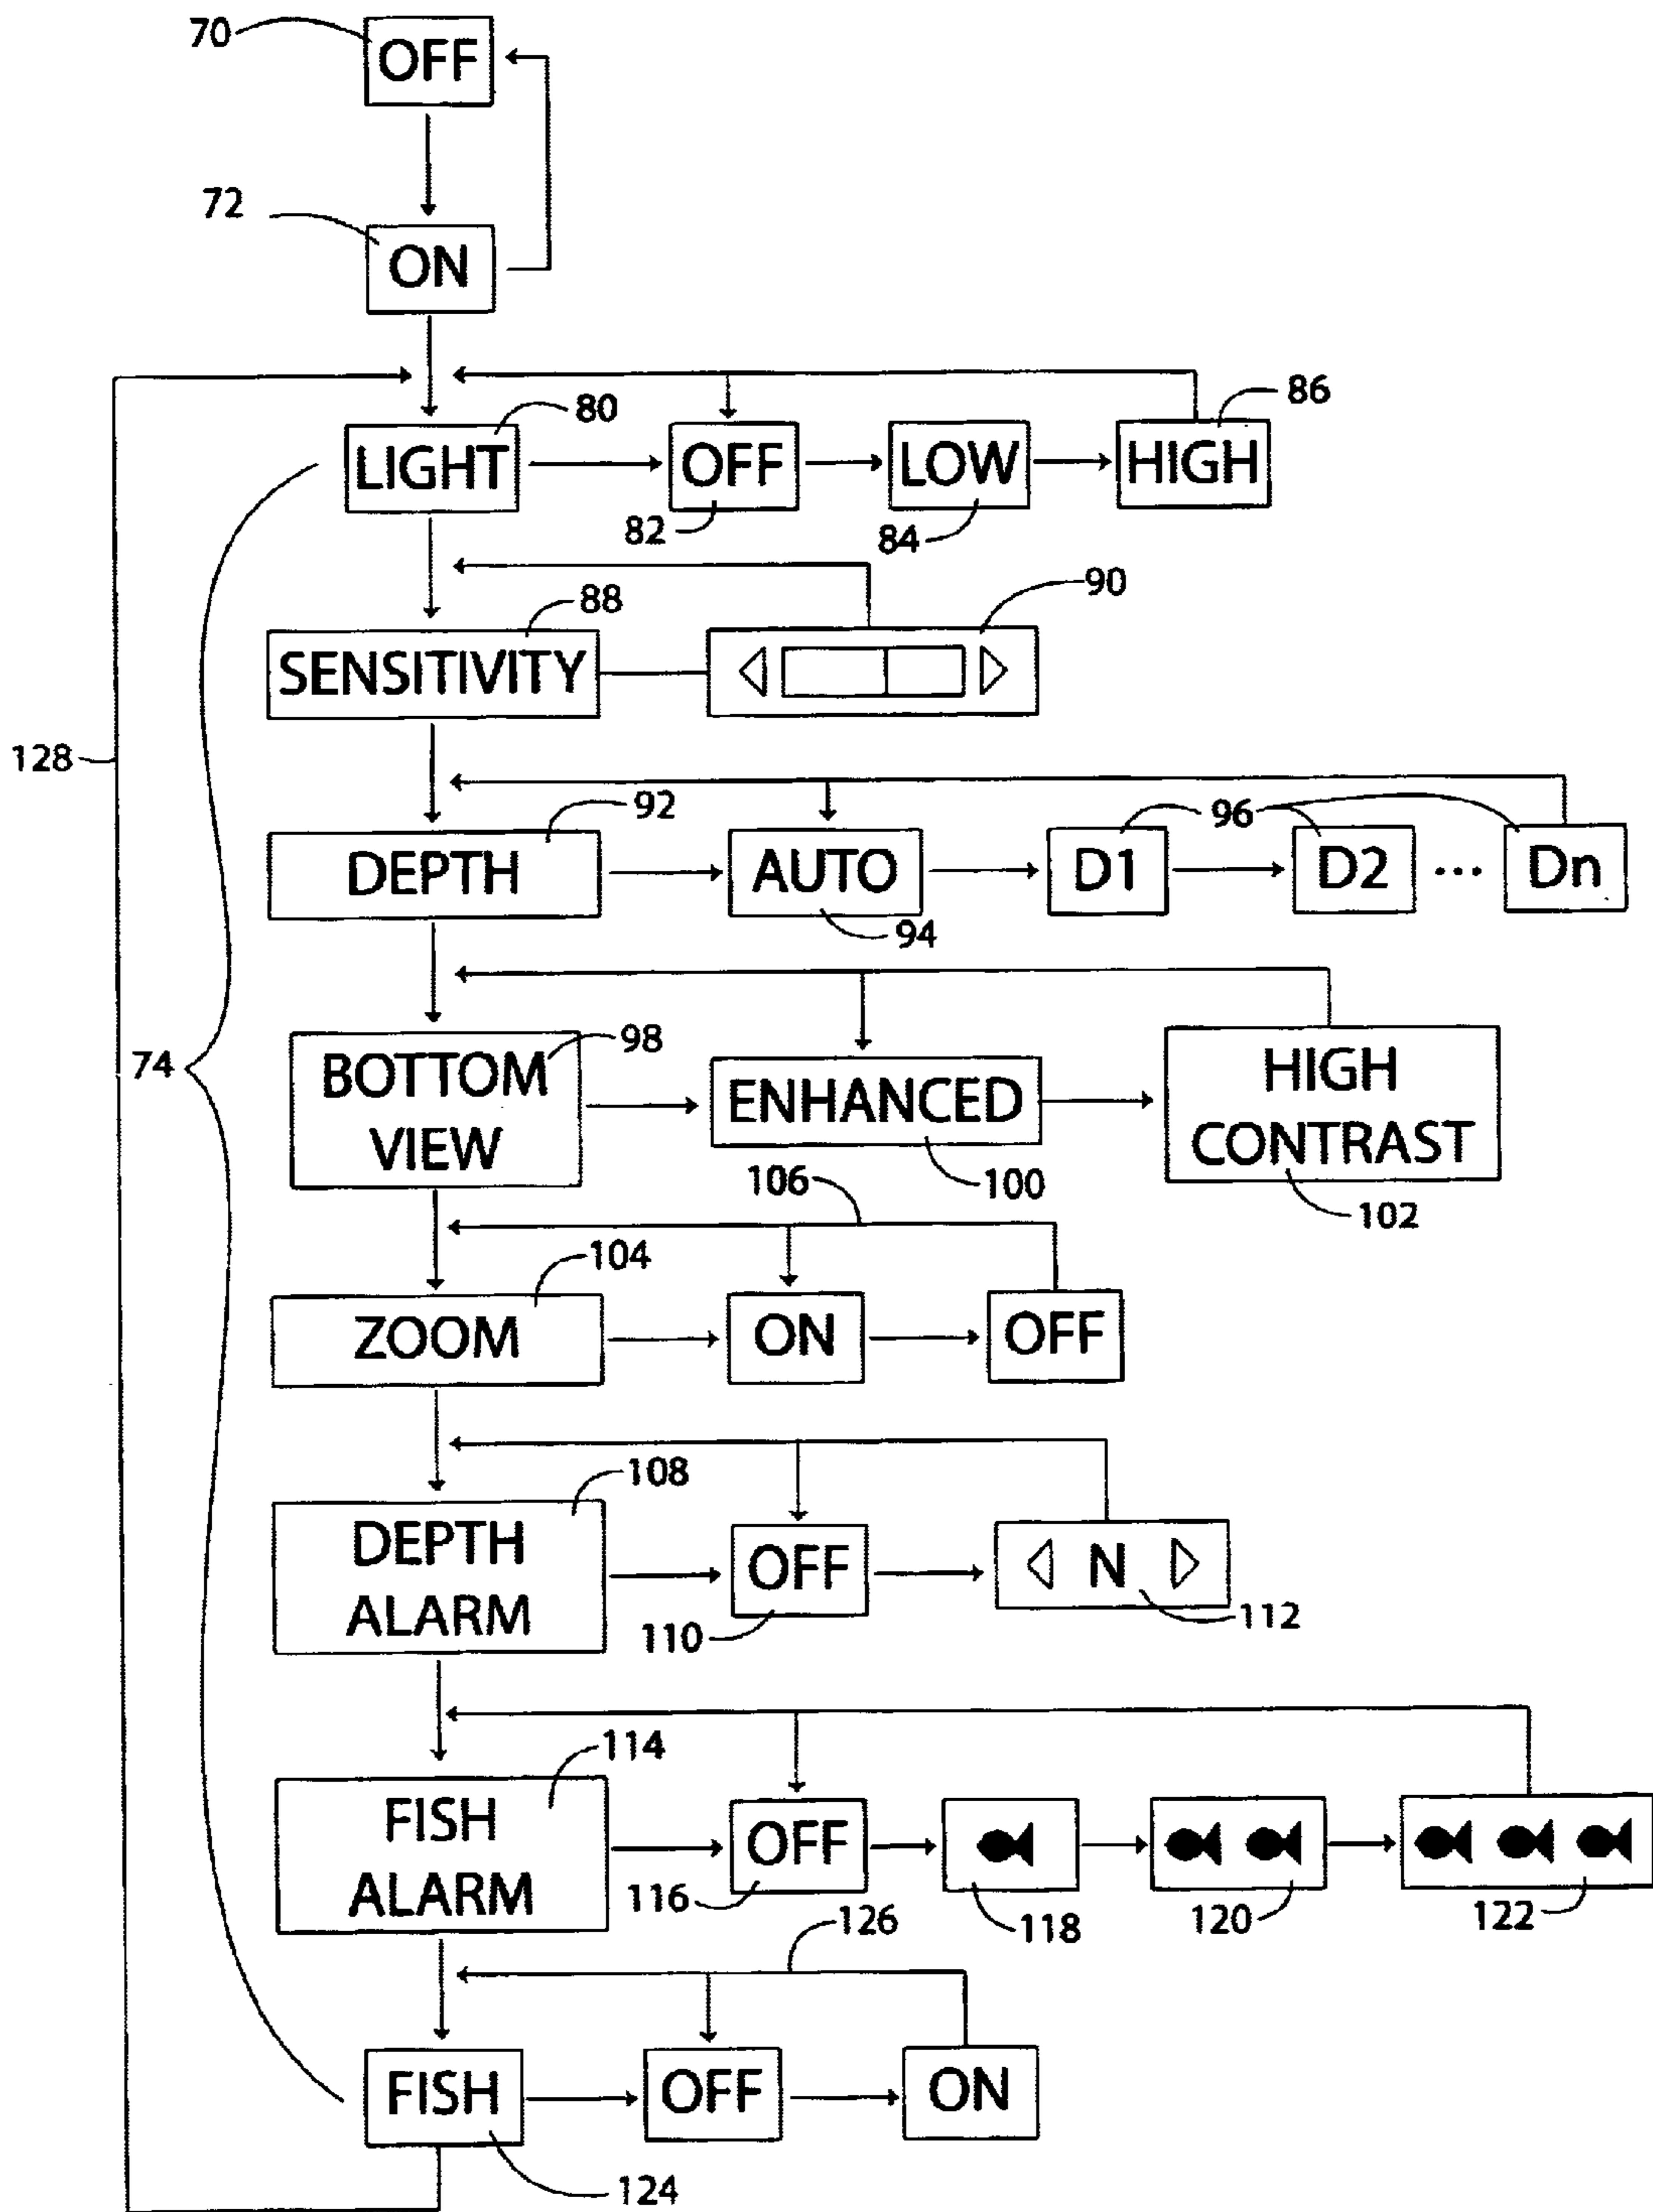 70
OFF
72
ON
80
86
LIGHT
OFF
LOW
HIGH
82
84
88
90
SENSITIVITY
128
92
96
DEPTH
AUTO
D1
D2
...
Dn
94
98
BOTTOM
VIEW
ENHANCED
HIGH
CONTRAST
74
100
102
106
104
ZOOM
ON
OFF
108
DEPTH
ALARM
OFF
N
110
112
114
FISH
ALARM
OFF
116
118
120
122
126
FISH
OFF
ON
124